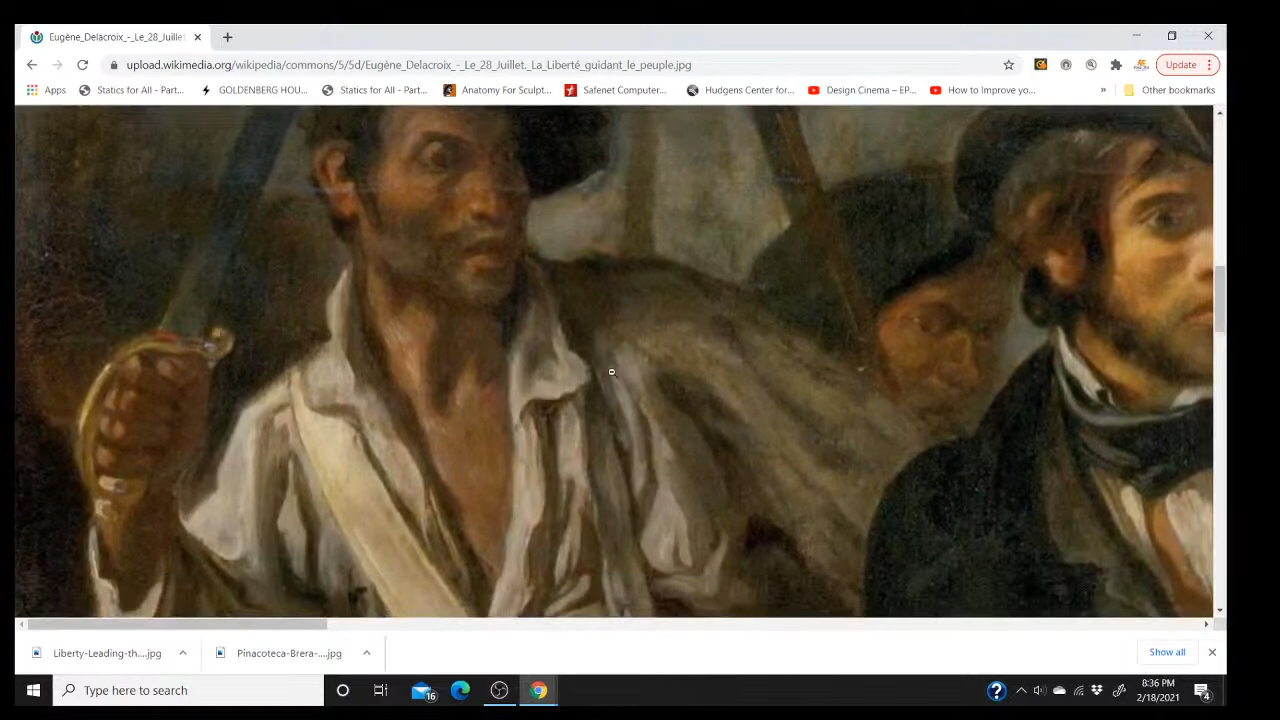 Eugène_Delacroix_-_Le_28_Juillet
upload.wikimedia.org/wikipedia/commons/5/5d/Eugène_Delacroix_-_Le_28_Juillet._La_Liberté_guidant_le_peuple.jpg
Update
Apps
Statics for All - Part...
GOLDENBERG HOU...
Statics for All - Part...
Anatomy For Sculpt...
Safenet Computer...
Hudgens Center for...
Design Cinema – EP...
How to Improve yo...
»
Other bookmarks
Liberty-Leading-th....jpg
Pinacoteca-Brera-....jpg
Show all
Type here to search
16
8:36 PM
2/18/2021
4